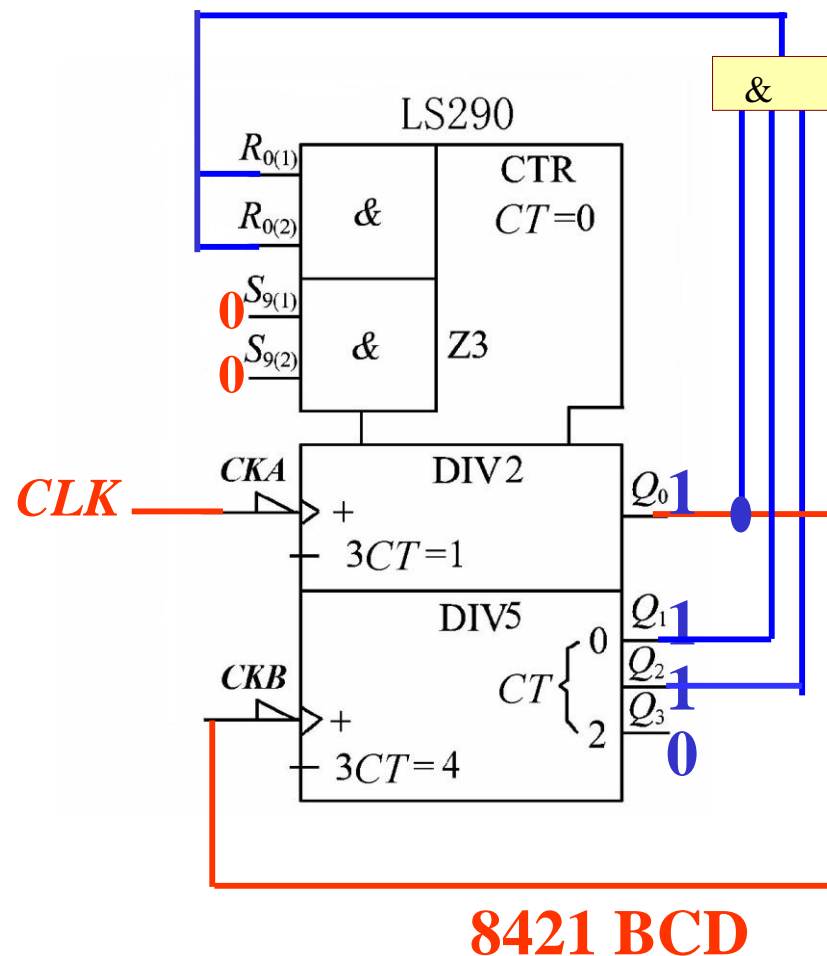 &
LS290
R0(1)
CTR
&
CT=0
R0(2)
0 S9(1)
& Z3
0 S9(2)
CKA DIV2
CLK + Q0 1
3CT=1
DIV5 Q1 1
0
CKB CT Q2 1
+ 2 Q3
3CT=4 0
8421 BCD